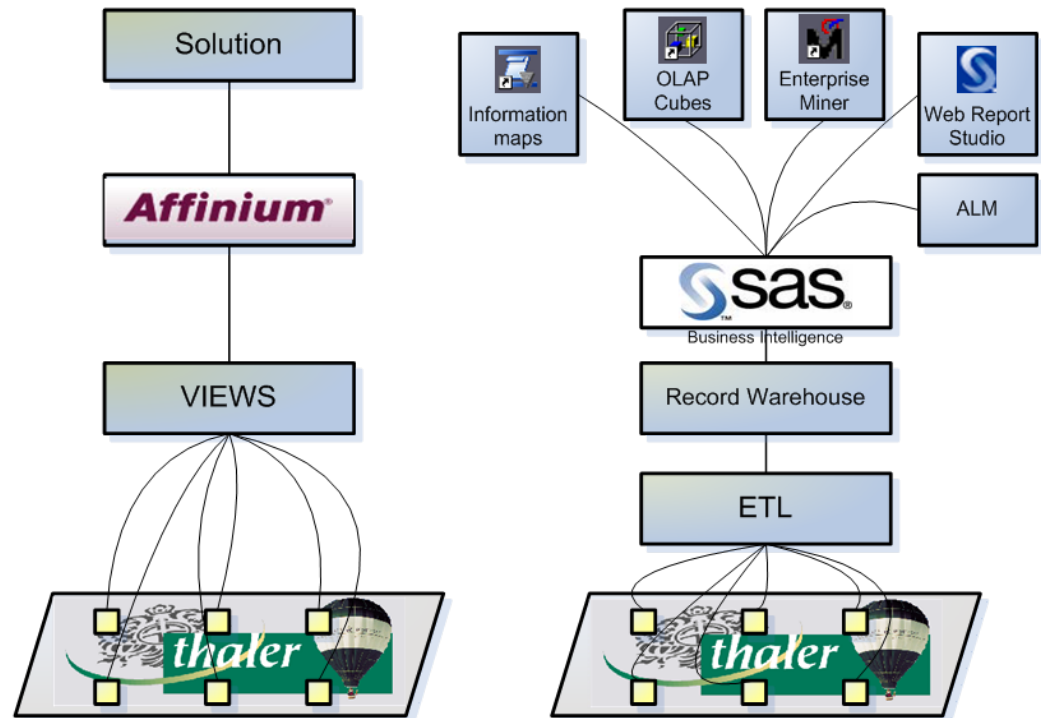 Solution
Affinium®
VIEWS
thaler
Information
maps
OLAP
Cubes
Enterprise
Miner
Web Report
Studio
ALM
sas®
TM
Business Intelligence
Record Warehouse
ETL
thaler